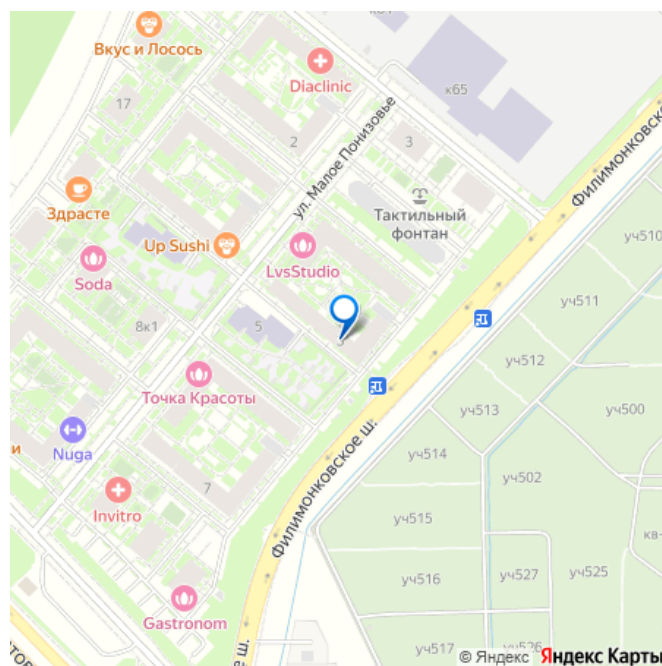 Вкус и Лосось
Diaclinic
к65
17
2
3
ул. Малое Понизовье
Филимонковское
Здрасте
Тактильный
фонтан
Up Sushi
LvsStudio
уч510
Soda
уч511
8к1
5
уч512
Точка Красоты
уч513
уч500
Nuga
уч514
уч502
7
Филимонковское ш.
Invitro
уч515
кв-
уч516
уч527
уч525
Gastronom
уч517
уч526
© Яндекс Яндекс Карты